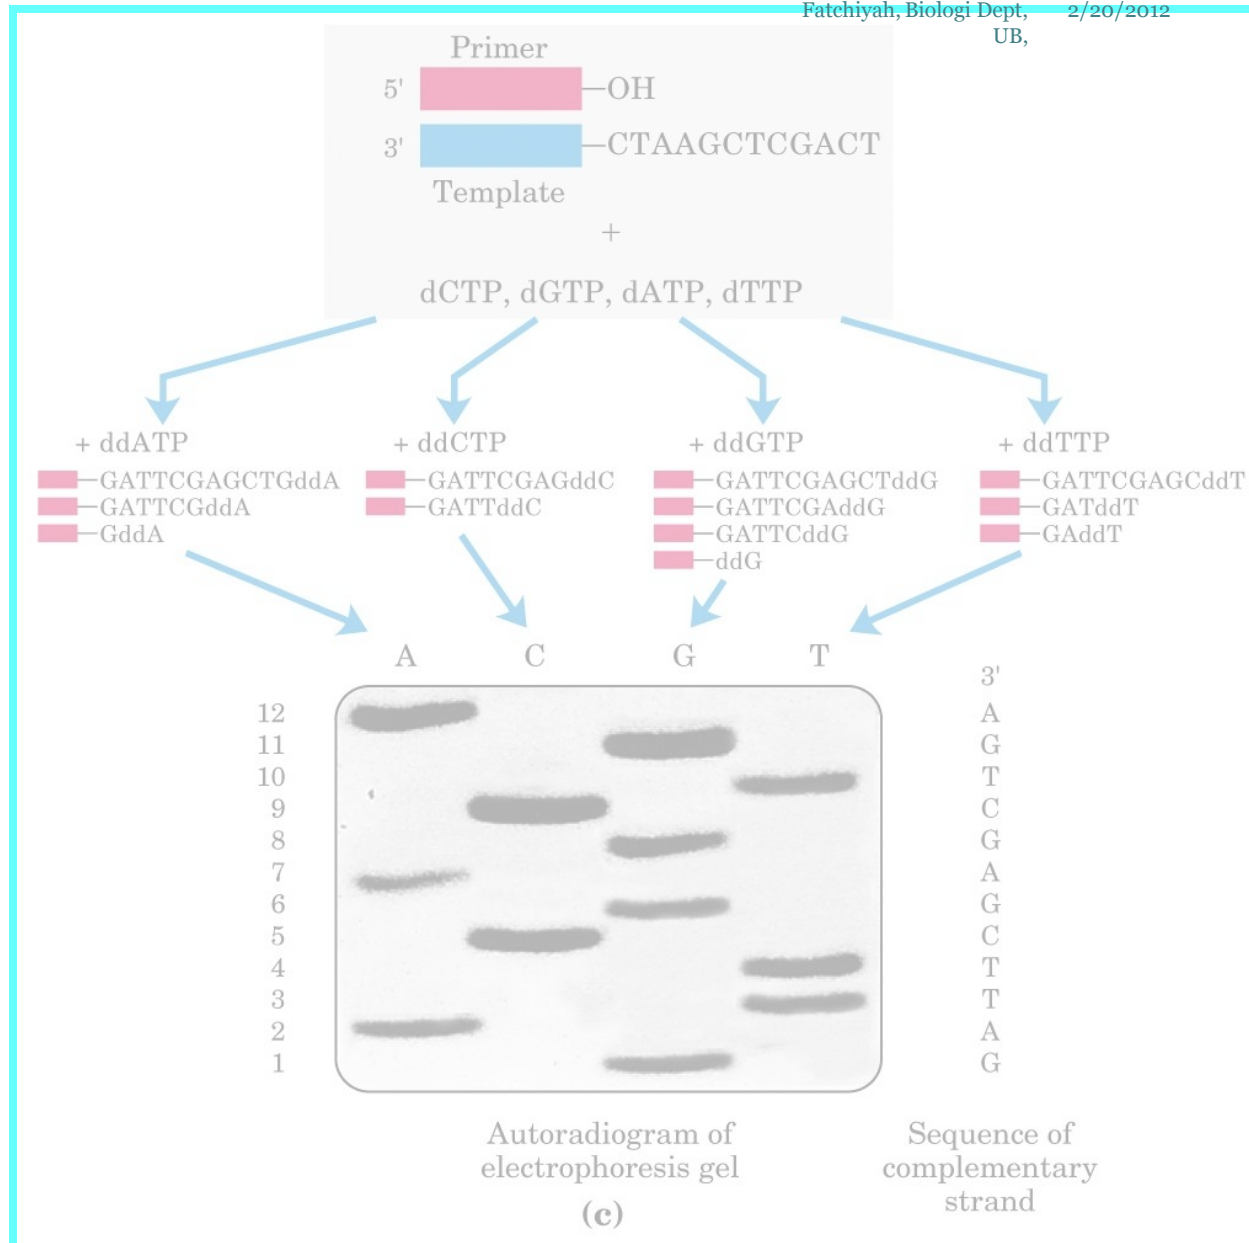 Fatchiyah, Biologi Dept, 2/20/2012
UB,
Primer
5' OH
3' CTAAGCTCGACT
Template
+
dCTP, dGTP, dATP, dTTP
+ ddATP
GATTCGAGCTGddA
GATTCGddA
GddA
+ ddCTP
GATTCGAGddC
GATTddC
+ ddGTP
GATTCGAGCTddG
GATTCGAddG
GATTCddG
ddG
+ ddTTP
GATTCGAGCddT
GATddT
GAddT
A C G T
3'
12 A
11 G
10 T
9 C
8 G
7 A
6 G
5 C
4 T
3 T
2 A
1 G
Autoradiogram of
electrophoresis gel
(c)
Sequence of
complementary
strand